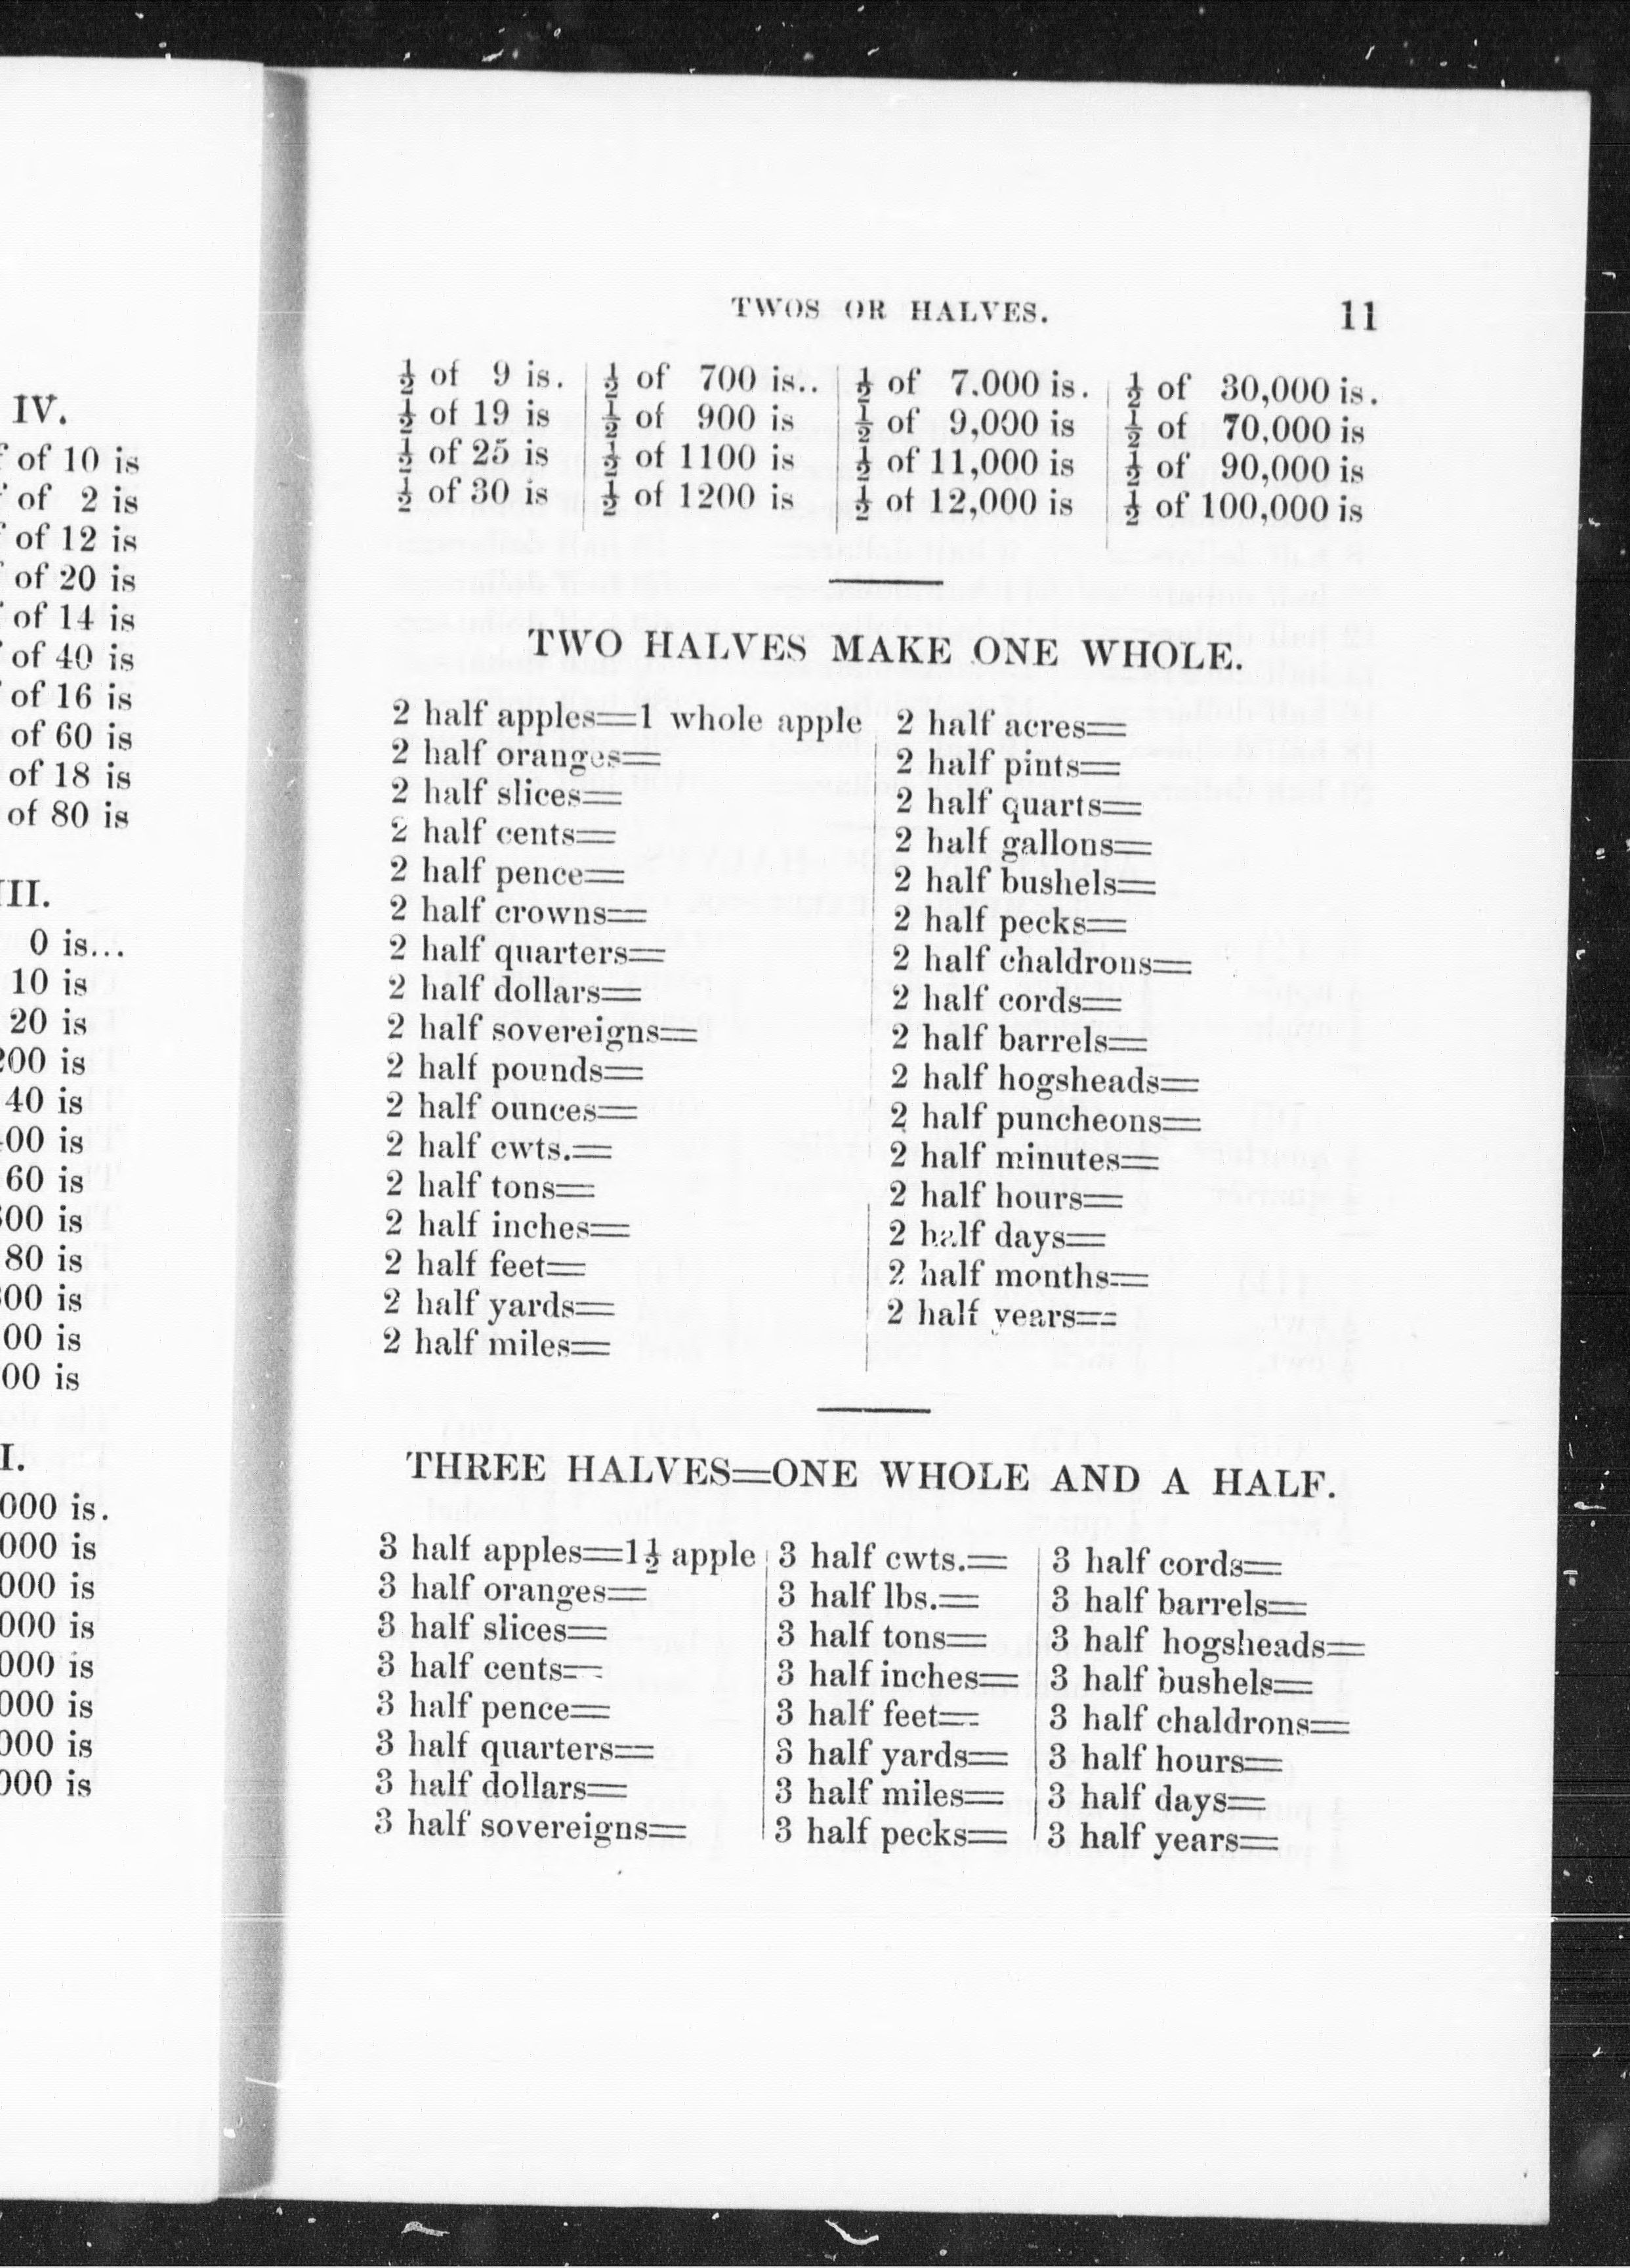 IV.
of 10 is
of 2 is
of 12 is
of 20 is
of 14 is
of 40 is
of 16 is
of 60 is
of 18 is
of 80 is
II.
0 is...
10 is
20 is
00 is
40 is
00 is
60 is
00 is
80 is
00 is
00 is
00 is
I.
000 is.
000 is
000 is
000 is
000 is
000 is
000 is
000 is
TWOS OR HALVES. 11
½ of 9 is. ½ of 700 is.. ½ of 7.000 is. ½ of 30,000 is.
½ of 19 is ½ of 900 is ½ of 9,000 is ½ of 70,000 is
½ of 25 is ½ of 1100 is ½ of 11,000 is ½ of 90,000 is
½ of 30 is ½ of 1200 is ½ of 12,000 is ½ of 100,000 is
TWO HALVES MAKE ONE WHOLE.
2 half apples=1 whole apple
2 half oranges=
2 half slices=
2 half cents=
2 half pence=
2 half crowns=
2 half quarters=
2 half dollars=
2 half sovereigns=
2 half pounds=
2 half ounces=
2 half cwts.=
2 half tons=
2 half inches=
2 half feet=
2 half yards=
2 half miles=
2 half acres=
2 half pints=
2 half quarts=
2 half gallons=
2 half bushels=
2 half pecks=
2 half chaldrons=
2 half cords=
2 half barrels=
2 half hogsheads=
2 half puncheons=
2 half minutes=
2 half hours=
2 half days=
2 half months=
2 half years=
THREE HALVES=ONE WHOLE AND A HALF.
3 half apples=1½ apple
3 half oranges=
3 half slices=
3 half cents=
3 half pence=
3 half quarters=
3 half dollars=
3 half sovereigns=
3 half cwts.=
3 half lbs.=
3 half tons=
3 half inches=
3 half feet=
3 half yards=
3 half miles=
3 half pecks=
3 half cords=
3 half barrels=
3 half hogsheads=
3 half bushels=
3 half chaldrons=
3 half hours=
3 half days=
3 half years=